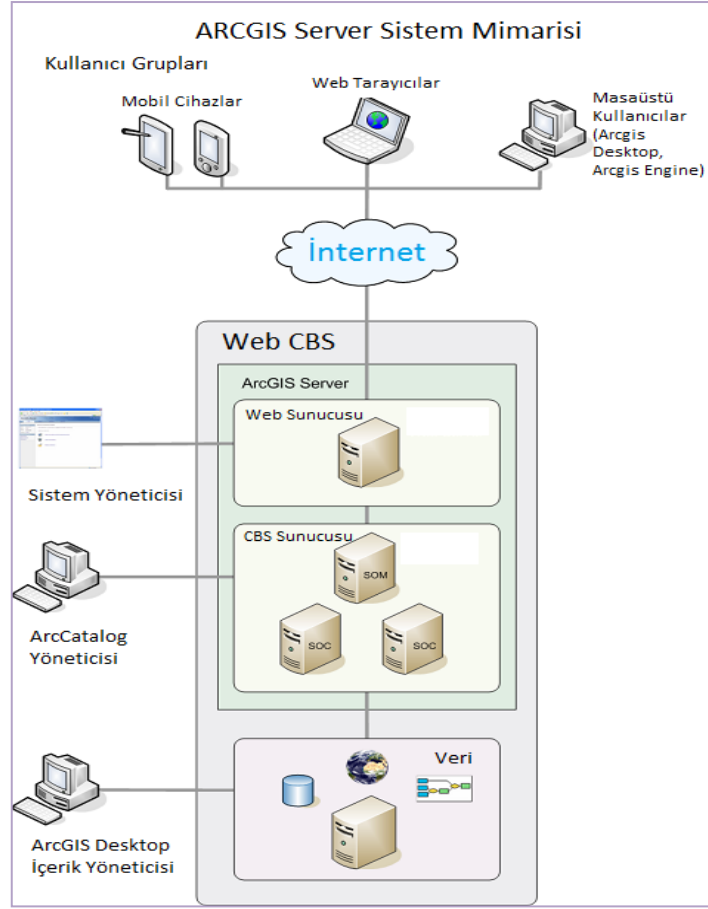 ARCGIS Server Sistem Mimarisi
Kullanıcı Grupları
Mobil Cihazlar
Web Tarayıcılar
Masaüstü
Kullanıcılar
(Arcgis
Desktop,
Arcgis Engine)
İnternet
Web CBS
ArcGIS Server
Web Sunucusu
Sistem Yöneticisi
CBS Sunucusu
SOM
SOC
SOC
ArcCatalog
Yöneticisi
Veri
ArcGIS Desktop
İçerik Yöneticisi